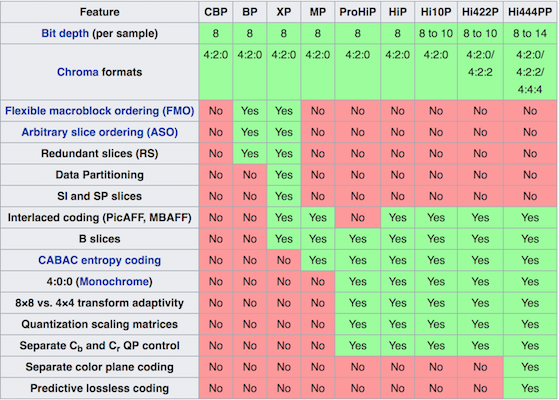 Feature CBP BP XP MP ProHiP HiP Hi10P Hi422P Hi444PP
Bit depth (per sample) 8 8 8 8 8 8 8 to 10 8 to 10 8 to 14
Chroma formats 4:2:0 4:2:0 4:2:0 4:2:0 4:2:0 4:2:0 4:2:0 4:2:0/ 4:2:0/
4:2:2 4:2:2/
4:4:4
Flexible macroblock ordering (FMO) No Yes Yes No No No No No No
Arbitrary slice ordering (ASO) No Yes Yes No No No No No No
Redundant slices (RS) No Yes Yes No No No No No No
Data Partitioning No No Yes No No No No No No
SI and SP slices No No Yes No No No No No No
Interlaced coding (PicAFF, MBAFF) No No Yes Yes No Yes Yes Yes Yes
B slices No No Yes Yes Yes Yes Yes Yes Yes
CABAC entropy coding No No No Yes Yes Yes Yes Yes Yes
4:0:0 (Monochrome) No No No No Yes Yes Yes Yes Yes
8×8 vs. 4×4 transform adaptivity No No No No Yes Yes Yes Yes Yes
Quantization scaling matrices No No No No Yes Yes Yes Yes Yes
Separate Cb and Cr QP control No No No No Yes Yes Yes Yes Yes
Separate color plane coding No No No No No No No No Yes
Predictive lossless coding No No No No No No No No Yes